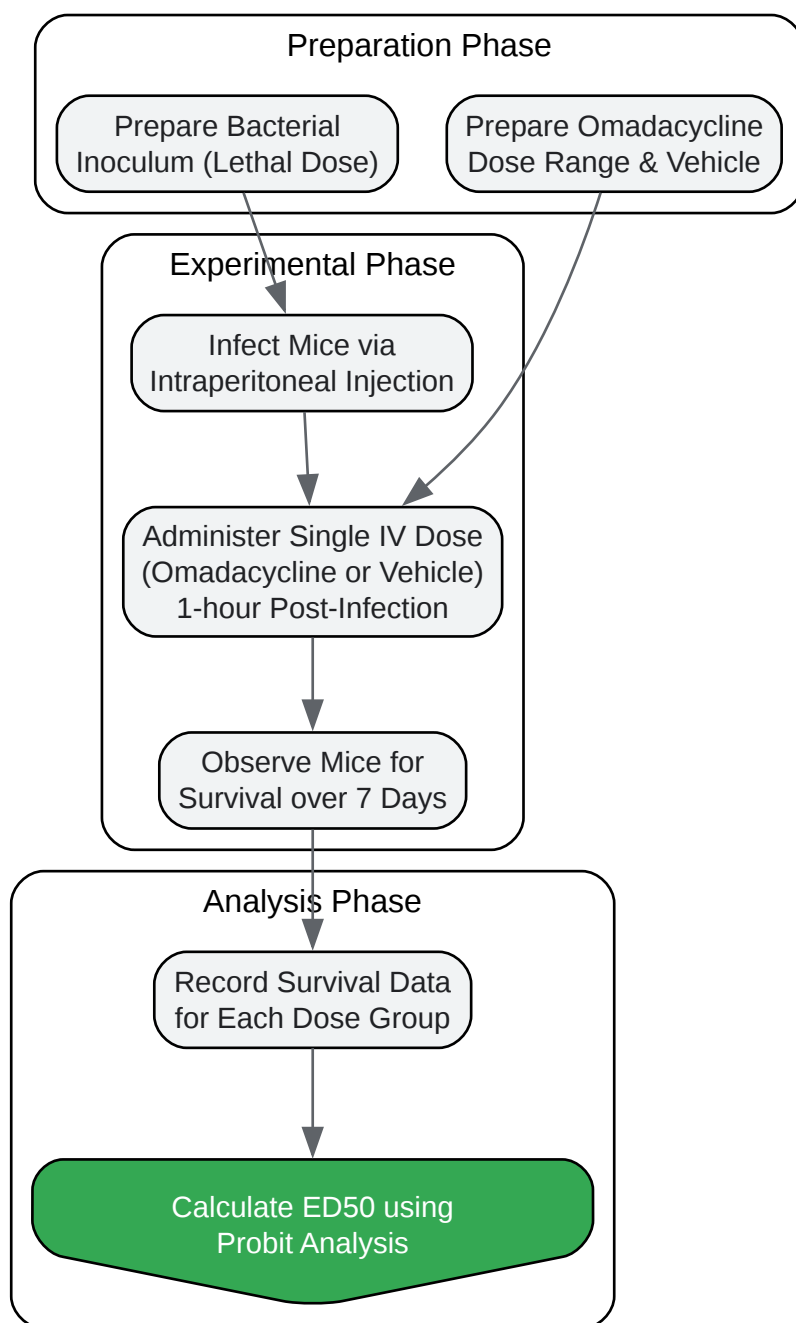 Preparation Phase
Prepare Bacterial
Inoculum (Lethal Dose)
Prepare Omadacycline
Dose Range & Vehicle
Experimental Phase
Infect Mice via
Intraperitoneal Injection
Administer Single IV Dose
(Omadacycline or Vehicle)
1-hour Post-Infection
Observe Mice for
Survival over 7 Days
Analysis Phase
Record Survival Data
for Each Dose Group
Calculate ED50 using
Probit Analysis